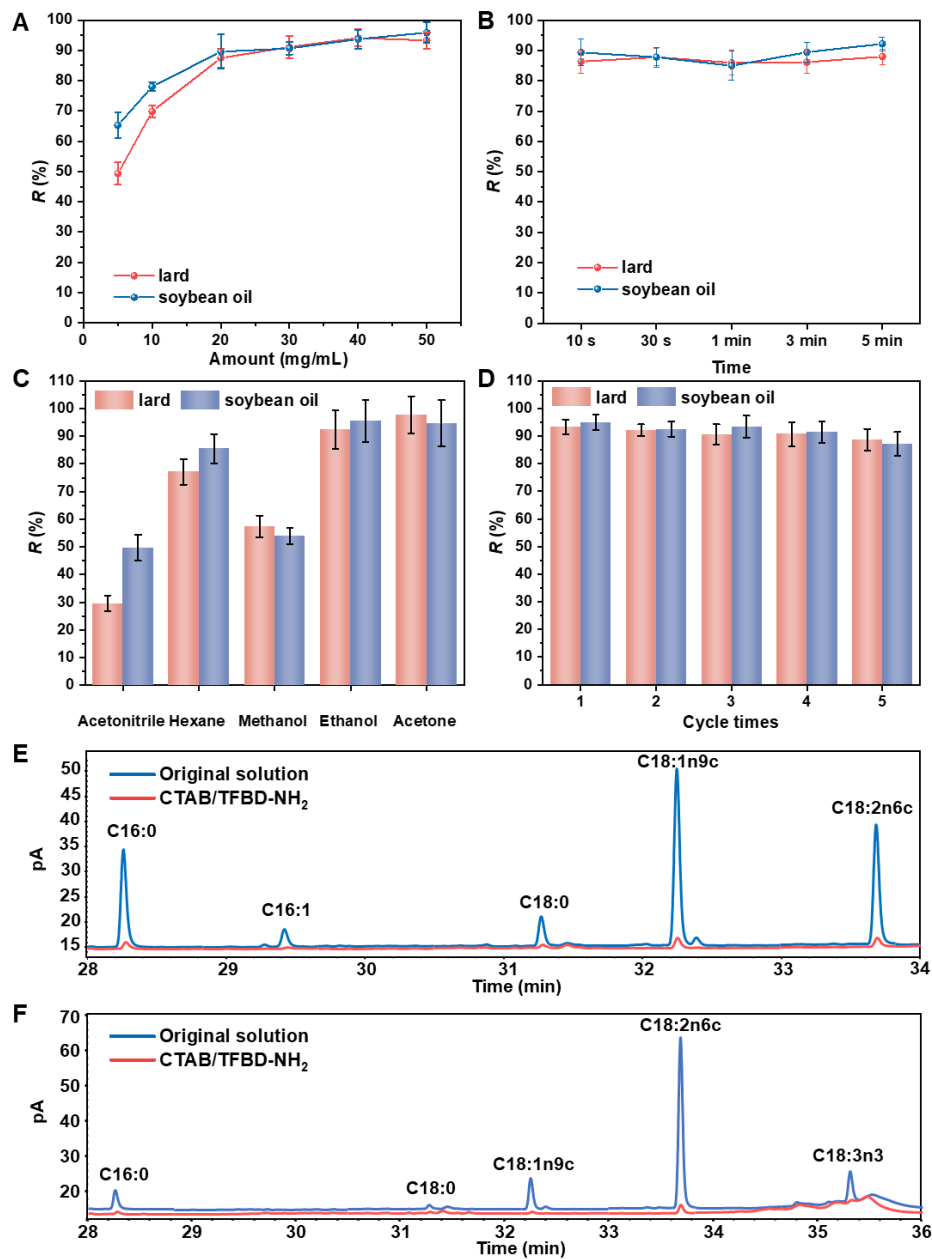 A
100
90
80
70
60
50
40
30
20
10
0
R (%)
lard
soybean oil
10 20 30 40 50
Amount (mg/mL)
B
100
90
80
70
60
50
40
30
20
10
0
R (%)
lard
soybean oil
10 s 30 s 1 min 3 min 5 min
Time
C
110
100
90
80
70
60
50
40
30
20
10
0
R (%)
lard soybean oil
Acetonitrile Hexane Methanol Ethanol Acetone
D
110
100
90
80
70
60
50
40
30
20
10
0
R (%)
lard soybean oil
1 2 3 4 5
Cycle times
E
50
45
40
35
30
25
20
15
pA
Original solution
CTAB/TFBD-NH2
C16:0
C16:1
C18:0
C18:1n9c
C18:2n6c
28 29 30 31 32 33 34
Time (min)
F
70
60
50
40
30
20
pA
Original solution
CTAB/TFBD-NH2
C16:0
C18:0
C18:1n9c
C18:2n6c
C18:3n3
28 29 30 31 32 33 34 35 36
Time (min)